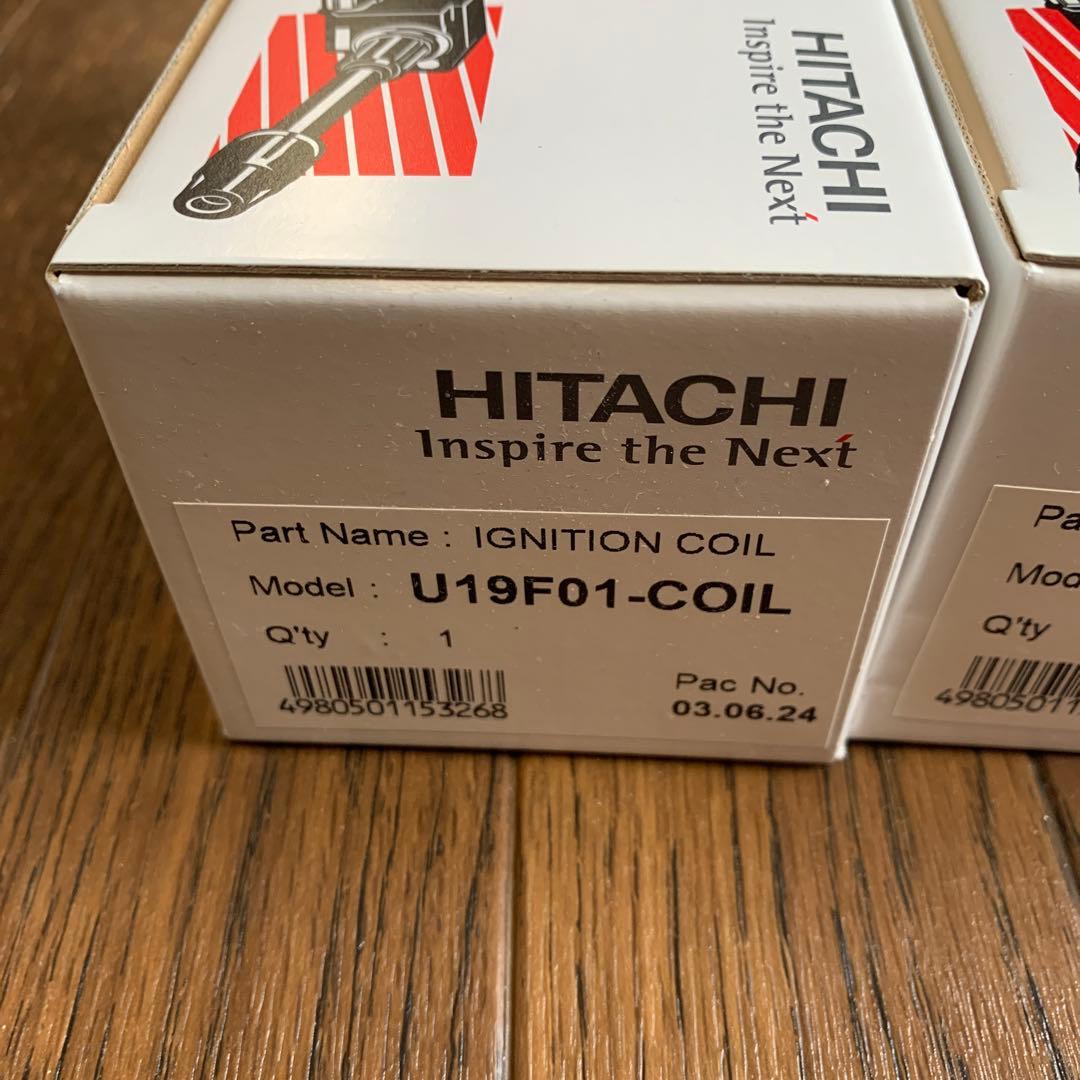 HITACHI
Inspire the Next
HITACHI
Inspire the Next
Part Name : IGNITION COIL
Model : U19F01-COIL
Q'ty : 1
4980501153268
Pac No.
03.06.24
Pa
Mod
Q'ty
49805011